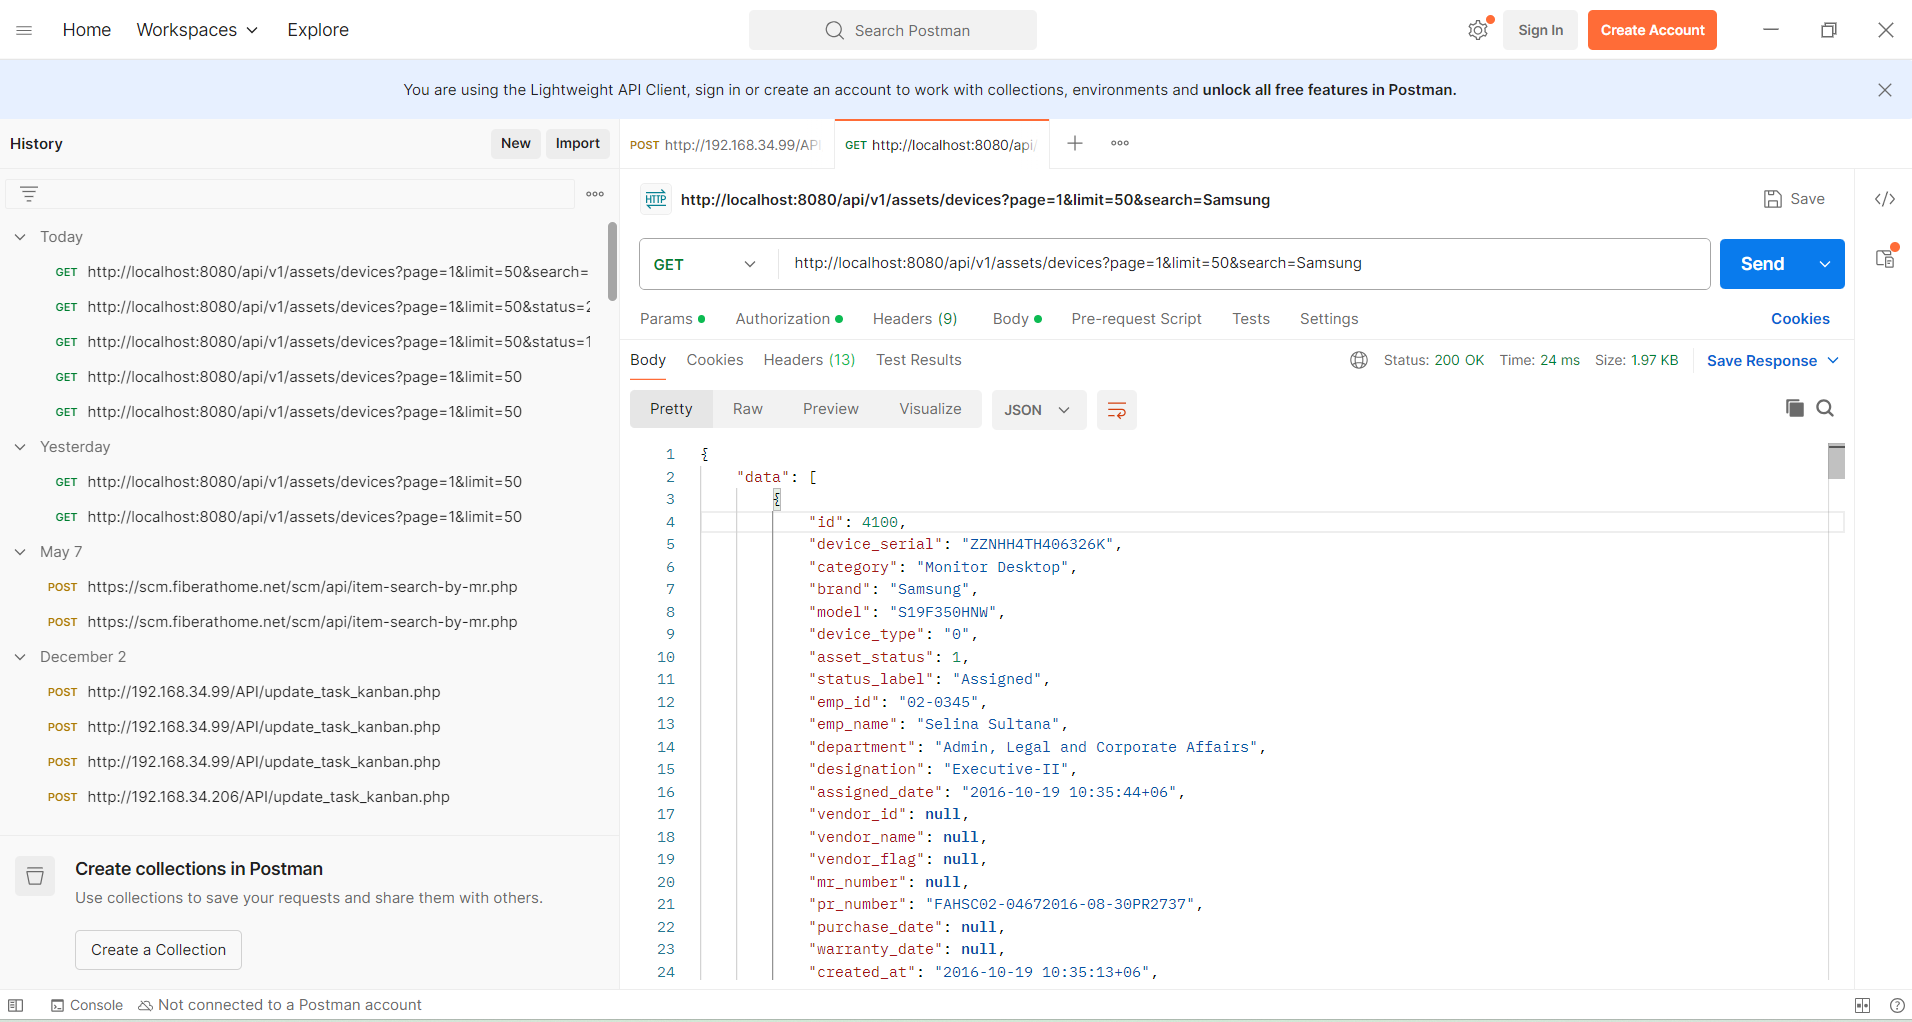 Home Workspaces Explore Search Postman Sign In Create Account
You are using the Lightweight API Client, sign in or create an account to work with collections, environments and unlock all free features in Postman.
History New Import
Today
GET http://localhost:8080/api/v1/assets/devices?page=1&limit=50&search=
GET http://localhost:8080/api/v1/assets/devices?page=1&limit=50&status=2
GET http://localhost:8080/api/v1/assets/devices?page=1&limit=50&status=1
GET http://localhost:8080/api/v1/assets/devices?page=1&limit=50
GET http://localhost:8080/api/v1/assets/devices?page=1&limit=50
Yesterday
GET http://localhost:8080/api/v1/assets/devices?page=1&limit=50
GET http://localhost:8080/api/v1/assets/devices?page=1&limit=50
May 7
POST https://scm.fiberathome.net/scm/api/item-search-by-mr.php
POST https://scm.fiberathome.net/scm/api/item-search-by-mr.php
December 2
POST http://192.168.34.99/API/update_task_kanban.php
POST http://192.168.34.99/API/update_task_kanban.php
POST http://192.168.34.99/API/update_task_kanban.php
POST http://192.168.34.206/API/update_task_kanban.php
Create collections in Postman
Use collections to save your requests and share them with others.
Create a Collection
POST http://192.168.34.99/API GET http://localhost:8080/api/
HTTP http://localhost:8080/api/v1/assets/devices?page=1&limit=50&search=Samsung Save
GET http://localhost:8080/api/v1/assets/devices?page=1&limit=50&search=Samsung Send
Params Authorization Headers (9) Body Pre-request Script Tests Settings Cookies
Body Cookies Headers (13) Test Results Status: 200 OK Time: 24 ms Size: 1.97 KB Save Response
Pretty Raw Preview Visualize JSON
1 {
2 "data": [
3 {
4 "id": 4100,
5 "device_serial": "ZZNHH4TH406326K",
6 "category": "Monitor Desktop",
7 "brand": "Samsung",
8 "model": "S19F350HNW",
9 "device_type": "0",
10 "asset_status": 1,
11 "status_label": "Assigned",
12 "emp_id": "02-0345",
13 "emp_name": "Selina Sultana",
14 "department": "Admin, Legal and Corporate Affairs",
15 "designation": "Executive-II",
16 "assigned_date": "2016-10-19 10:35:44+06",
17 "vendor_id": null,
18 "vendor_name": null,
19 "vendor_flag": null,
20 "mr_number": null,
21 "pr_number": "FAHSC02-04672016-08-30PR2737",
22 "purchase_date": null,
23 "warranty_date": null,
24 "created_at": "2016-10-19 10:35:13+06",
Console Not connected to a Postman account